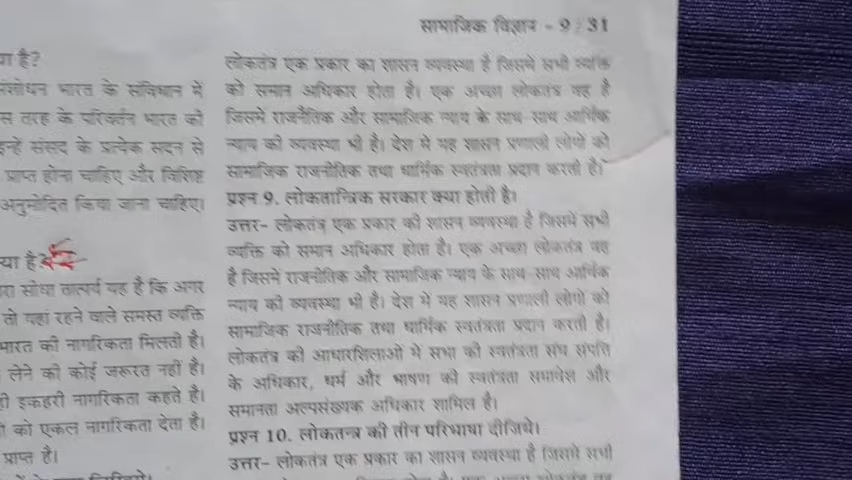 सामाजिक विज्ञान - 9 / 31
या है?
संशोधन भारत के संविधान में
स तरह के परिवर्तन भारत को
इन्हें संसद के प्रत्येक सदन से
प्राप्त होना चाहिए और विशिष्ट
अनुमोदित किया जाना चाहिए।
या है?
रा सीधा तात्पर्य यह है कि अगर
तो यहां रहने वाले समस्त व्यक्ति
भारत की नागरिकता मिलती है।
लेने की कोई जरूरत नहीं है।
ही इकहरी नागरिकता कहते है।
ो को एकल नागरिकता देता है।
प्राप्त है।
लोकतंत्र एक प्रकार का शासन व्यवस्था है जिसमे सभी व्यक्ति
को समान अधिकार होता है। एक अच्छा लोकतंत्र वह है
जिसमे राजनैतिक और सामाजिक न्याय के साथ-साथ आर्थिक
न्याय की व्यवस्था भी है। देश में यह शासन प्रणाली लोगों को
सामाजिक राजनीतिक तथा धार्मिक स्वतंत्रता प्रदान करती है।
प्रश्न 9. लोकतान्त्रिक सरकार क्या होती है।
उत्तर- लोकतंत्र एक प्रकार की शासन व्यवस्था है जिसमे सभी
व्यक्ति को समान अधिकार होता है। एक अच्छा लोकतंत्र वह
है जिसमे राजनीतिक और सामाजिक न्याय के साथ-साथ आर्थिक
न्याय की व्यवस्था भी है। देश में यह शासन प्रणाली लोगों को
सामाजिक राजनीतिक तथा धार्मिक स्वतंत्रता प्रदान करती है।
लोकतंत्र की आधारशिलाओं में सभा की स्वतंत्रता संघ संपत्ति
के अधिकार, धर्म और भाषण की स्वतंत्रता समावेश और
समानता अल्पसंख्यक अधिकार शामिल है।
प्रश्न 10. लोकतन्त्र की तीन परिभाषा दीजिये।
उत्तर- लोकतंत्र एक प्रकार का शासन व्यवस्था है जिसमे सभी